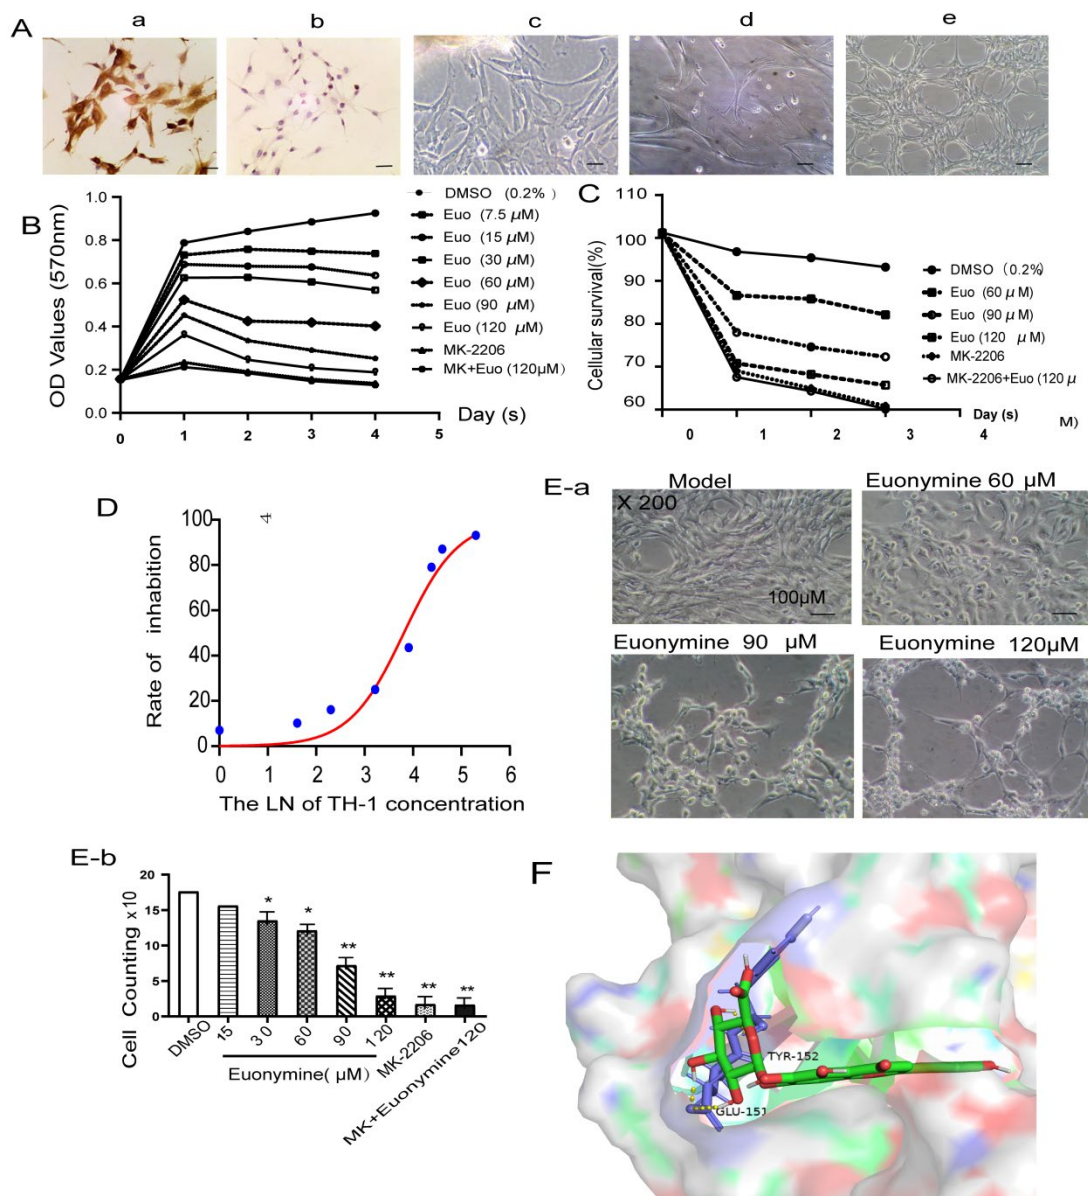 A
a
b
c
d
e
B
OD Values (570nm)
1.0
0.8
0.6
0.4
0.2
0.0
0
1
2
3
4
5
Day (s)
DMSO (0.2%)
Euo (7.5 µM)
Euo (15 µM)
Euo (30 µM)
Euo (60 µM)
Euo (90 µM)
Euo (120 µM)
MK-2206
MK+Euo (120µM)
C
Cellular survival(%)
110
100
90
80
70
60
0
1
2
3
4
Day (s)
DMSO (0.2%)
Euo (60 µ M)
Euo (90 µ M)
Euo (120 µ M)
MK-2206
MK-2206+Euo (120 µ
M)
D
4
Rate of inhabition
100
80
60
40
20
0
0
1
2
3
4
5
6
The LN of TH-1 concentration
E-a
Model
X 200
100µM
Euonymine 60 µM
Euonymine 90 µM
Euonymine 120µM
E-b
Cell Counting x 10
20
15
10
5
0
*
*
**
**
**
**
DMSO
15
30
60
90
120
MK-2206
MK+Euonymine120
Euonymine( µM)
F
TYR-152
GLU-151